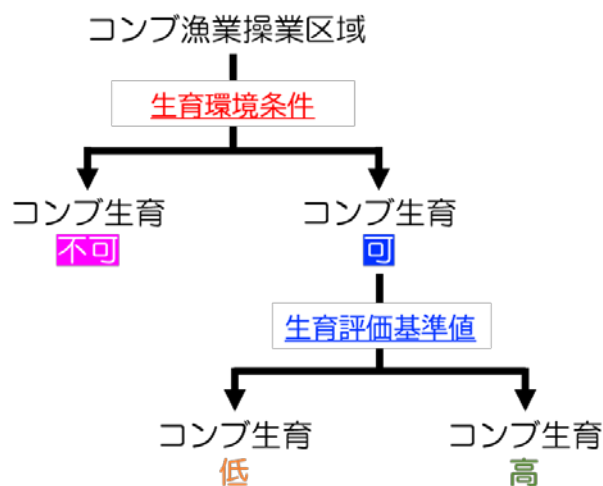 コンブ漁業操業区域
生育環境条件
コンブ生育
不可
コンブ生育
可
生育評価基準値
コンブ生育
低
コンブ生育
高